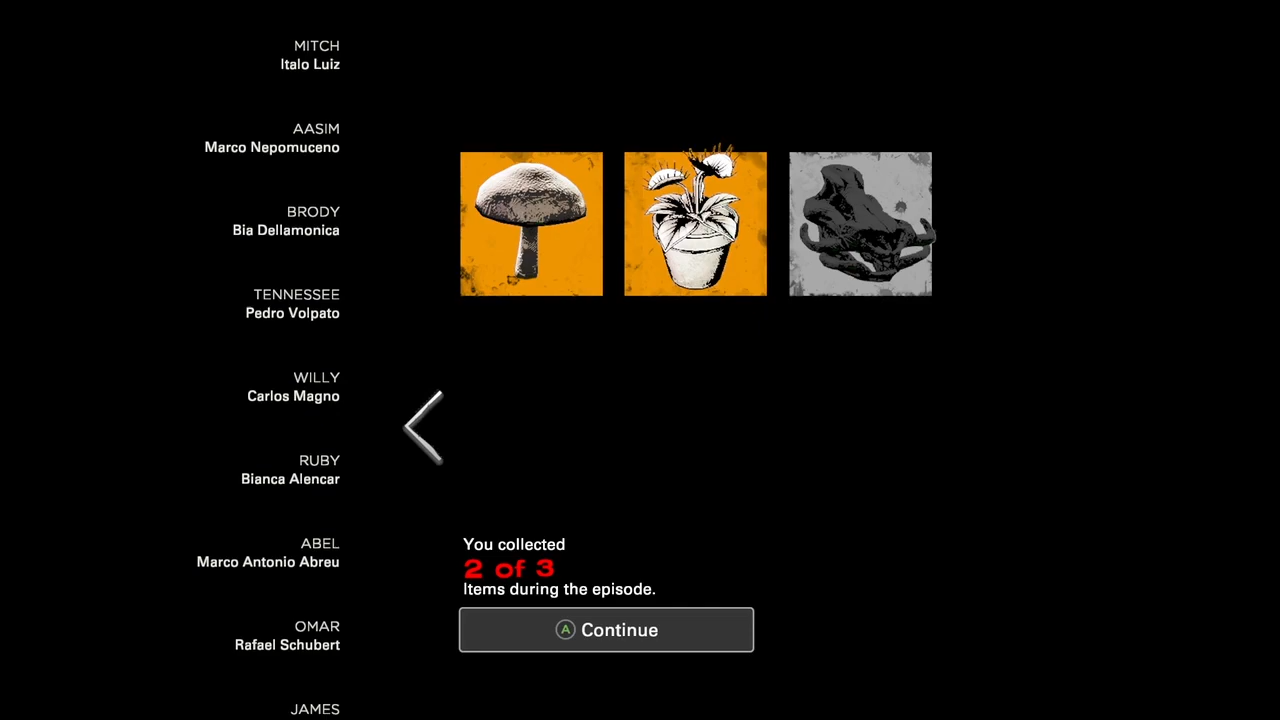 MITCH
Italo Luiz
AASIM
Marco Nepomuceno
BRODY
Bia Dellamonica
TENNESSEE
Pedro Volpato
WILLY
Carlos Magno
RUBY
Bianca Alencar
ABEL
Marco Antonio Abreu
OMAR
Rafael Schubert
JAMES
You collected
2 of 3
Items during the episode.
A Continue